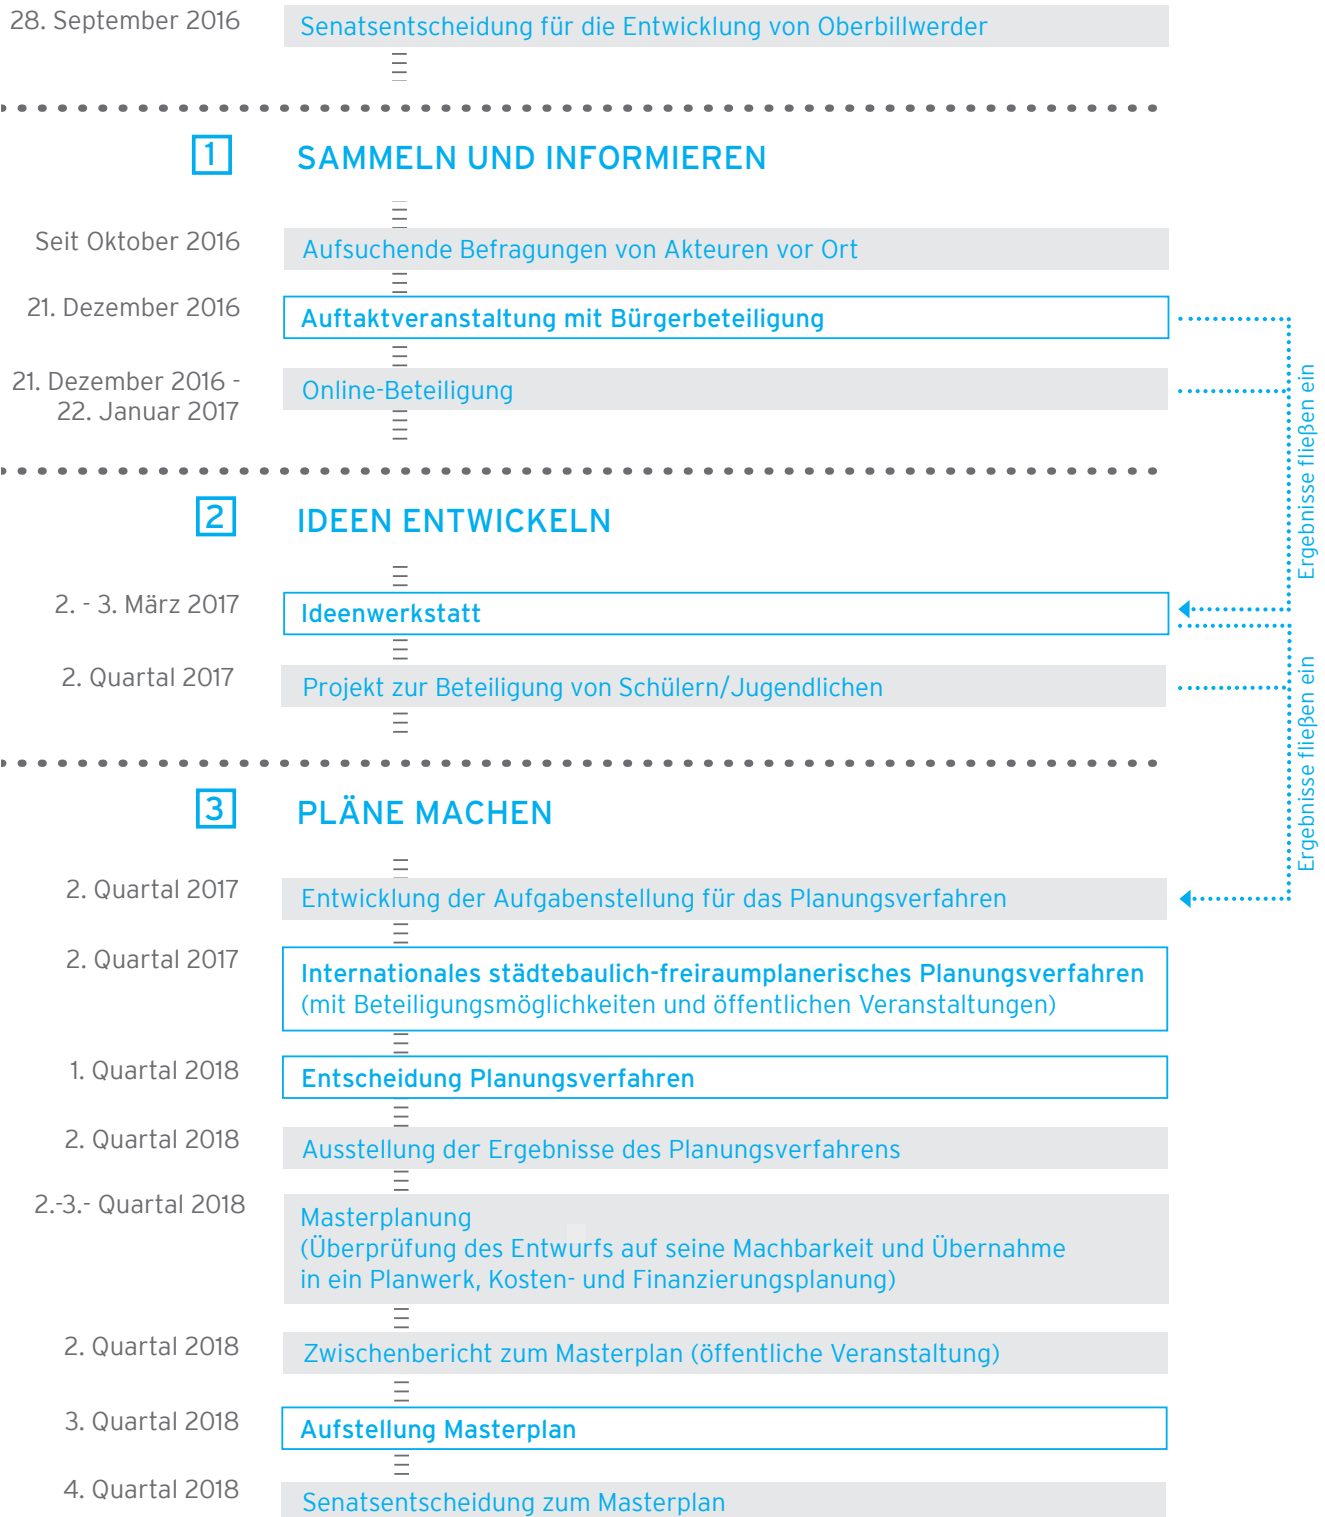 28. September 2016
Senatsentscheidung für die Entwicklung von Oberbillwerder
1
SAMMELN UND INFORMIEREN
Seit Oktober 2016
Aufsuchende Befragungen von Akteuren vor Ort
21. Dezember 2016
Auftaktveranstaltung mit Bürgerbeteiligung
21. Dezember 2016 -
22. Januar 2017
Online-Beteiligung
Ergebnisse fließen ein
2
IDEEN ENTWICKELN
2. - 3. März 2017
Ideenwerkstatt
2. Quartal 2017
Projekt zur Beteiligung von Schülern/Jugendlichen
Ergebnisse fließen ein
3
PLÄNE MACHEN
2. Quartal 2017
Entwicklung der Aufgabenstellung für das Planungsverfahren
2. Quartal 2017
Internationales städtebaulich-freiraumplanerisches Planungsverfahren
(mit Beteiligungsmöglichkeiten und öffentlichen Veranstaltungen)
1. Quartal 2018
Entscheidung Planungsverfahren
2. Quartal 2018
Ausstellung der Ergebnisse des Planungsverfahrens
2.-3.- Quartal 2018
Masterplanung
(Überprüfung des Entwurfs auf seine Machbarkeit und Übernahme
in ein Planwerk, Kosten- und Finanzierungsplanung)
2. Quartal 2018
Zwischenbericht zum Masterplan (öffentliche Veranstaltung)
3. Quartal 2018
Aufstellung Masterplan
4. Quartal 2018
Senatsentscheidung zum Masterplan